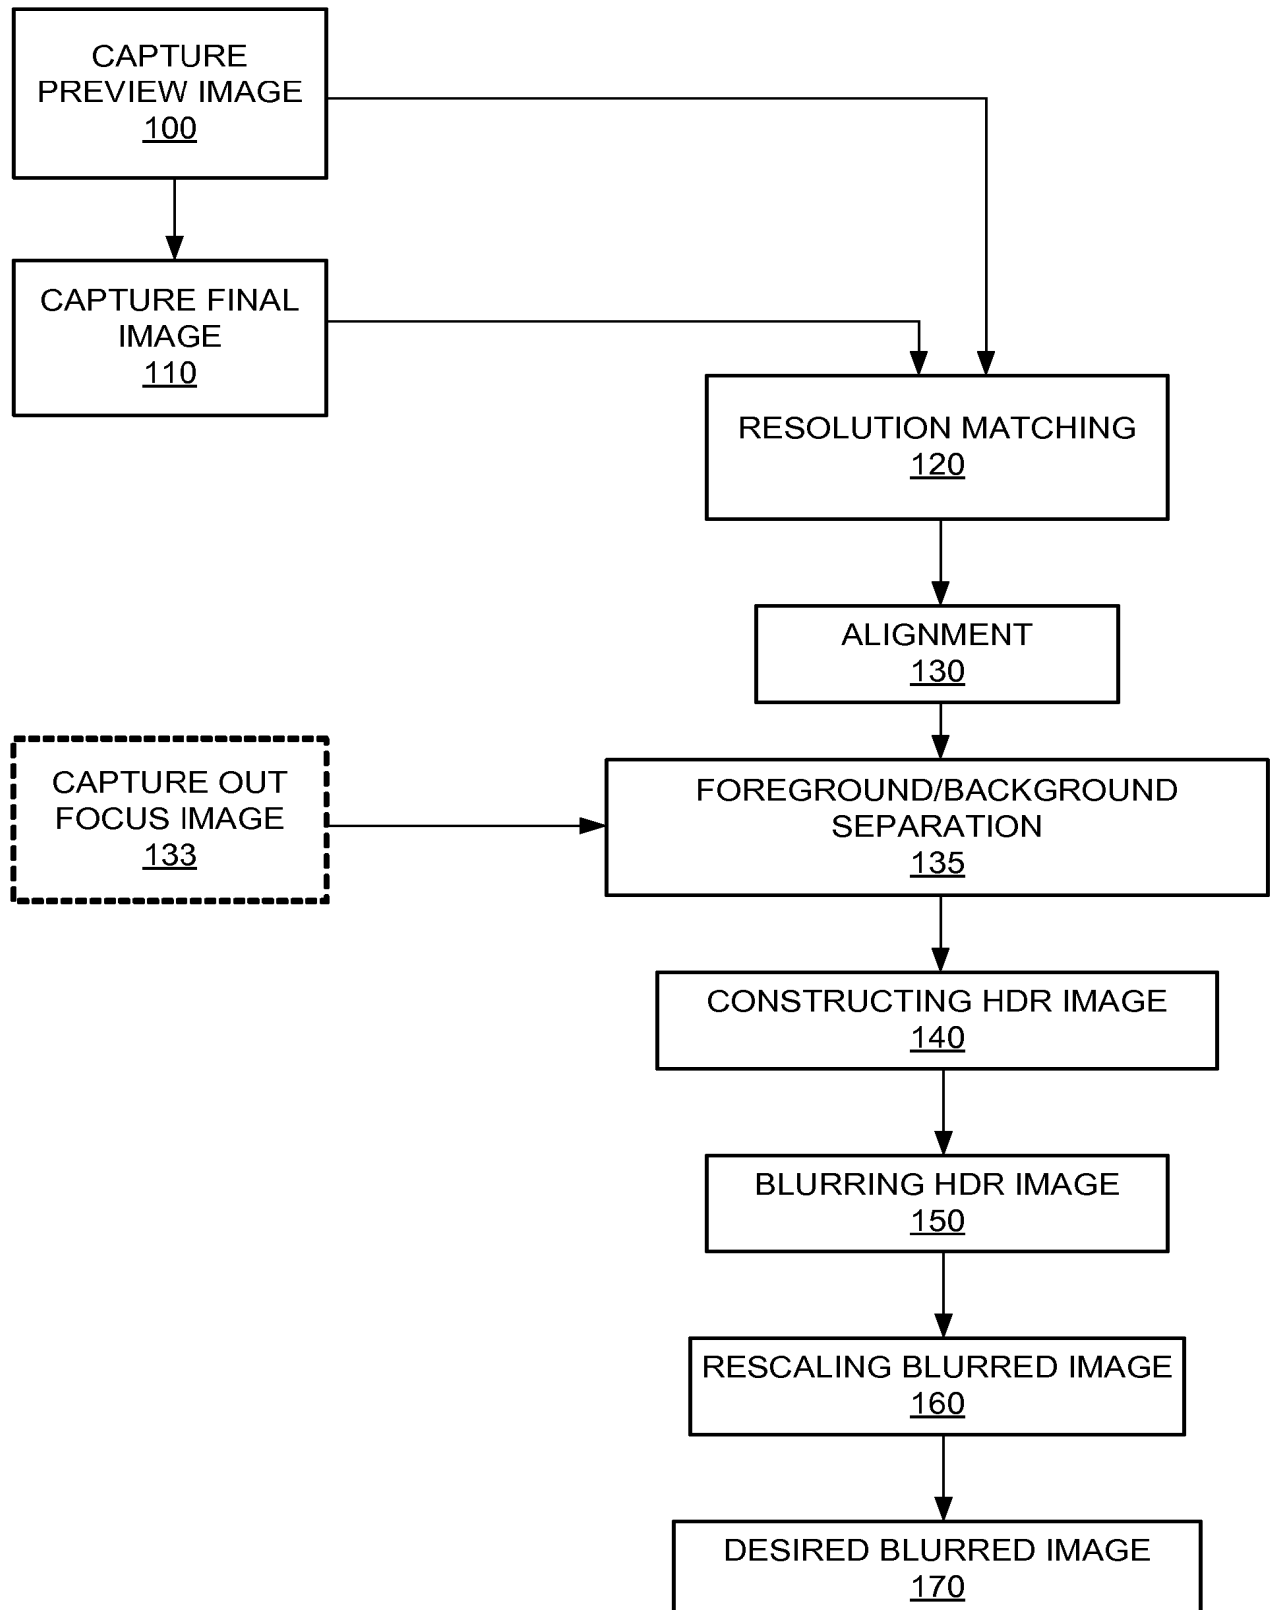 CAPTURE
PREVIEW IMAGE
100
CAPTURE FINAL
IMAGE
110
RESOLUTION MATCHING
120
ALIGNMENT
130
CAPTURE OUT
FOCUS IMAGE
133
FOREGROUND/BACKGROUND
SEPARATION
135
CONSTRUCTING HDR IMAGE
140
BLURRING HDR IMAGE
150
RESCALING BLURRED IMAGE
160
DESIRED BLURRED IMAGE
170